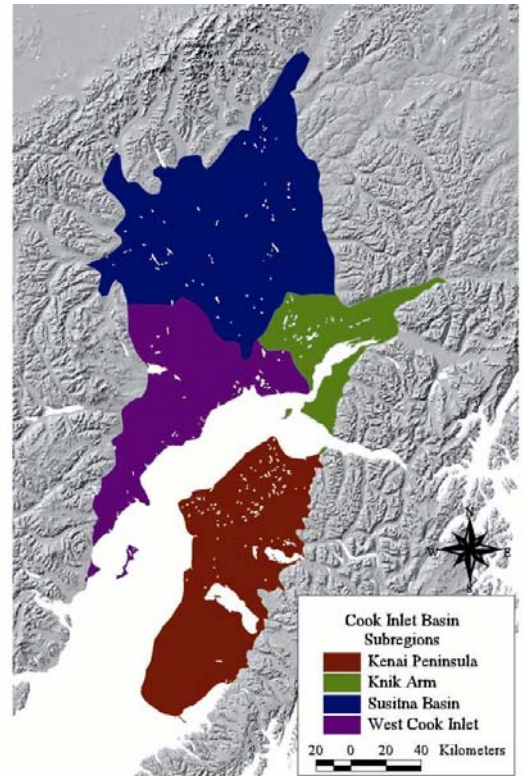 N
W E
S
Cook Inlet Basin
Subregions
Kenai Peninsula
Knik Arm
Susitna Basin
West Cook Inlet
20 0 20 40 Kilometers